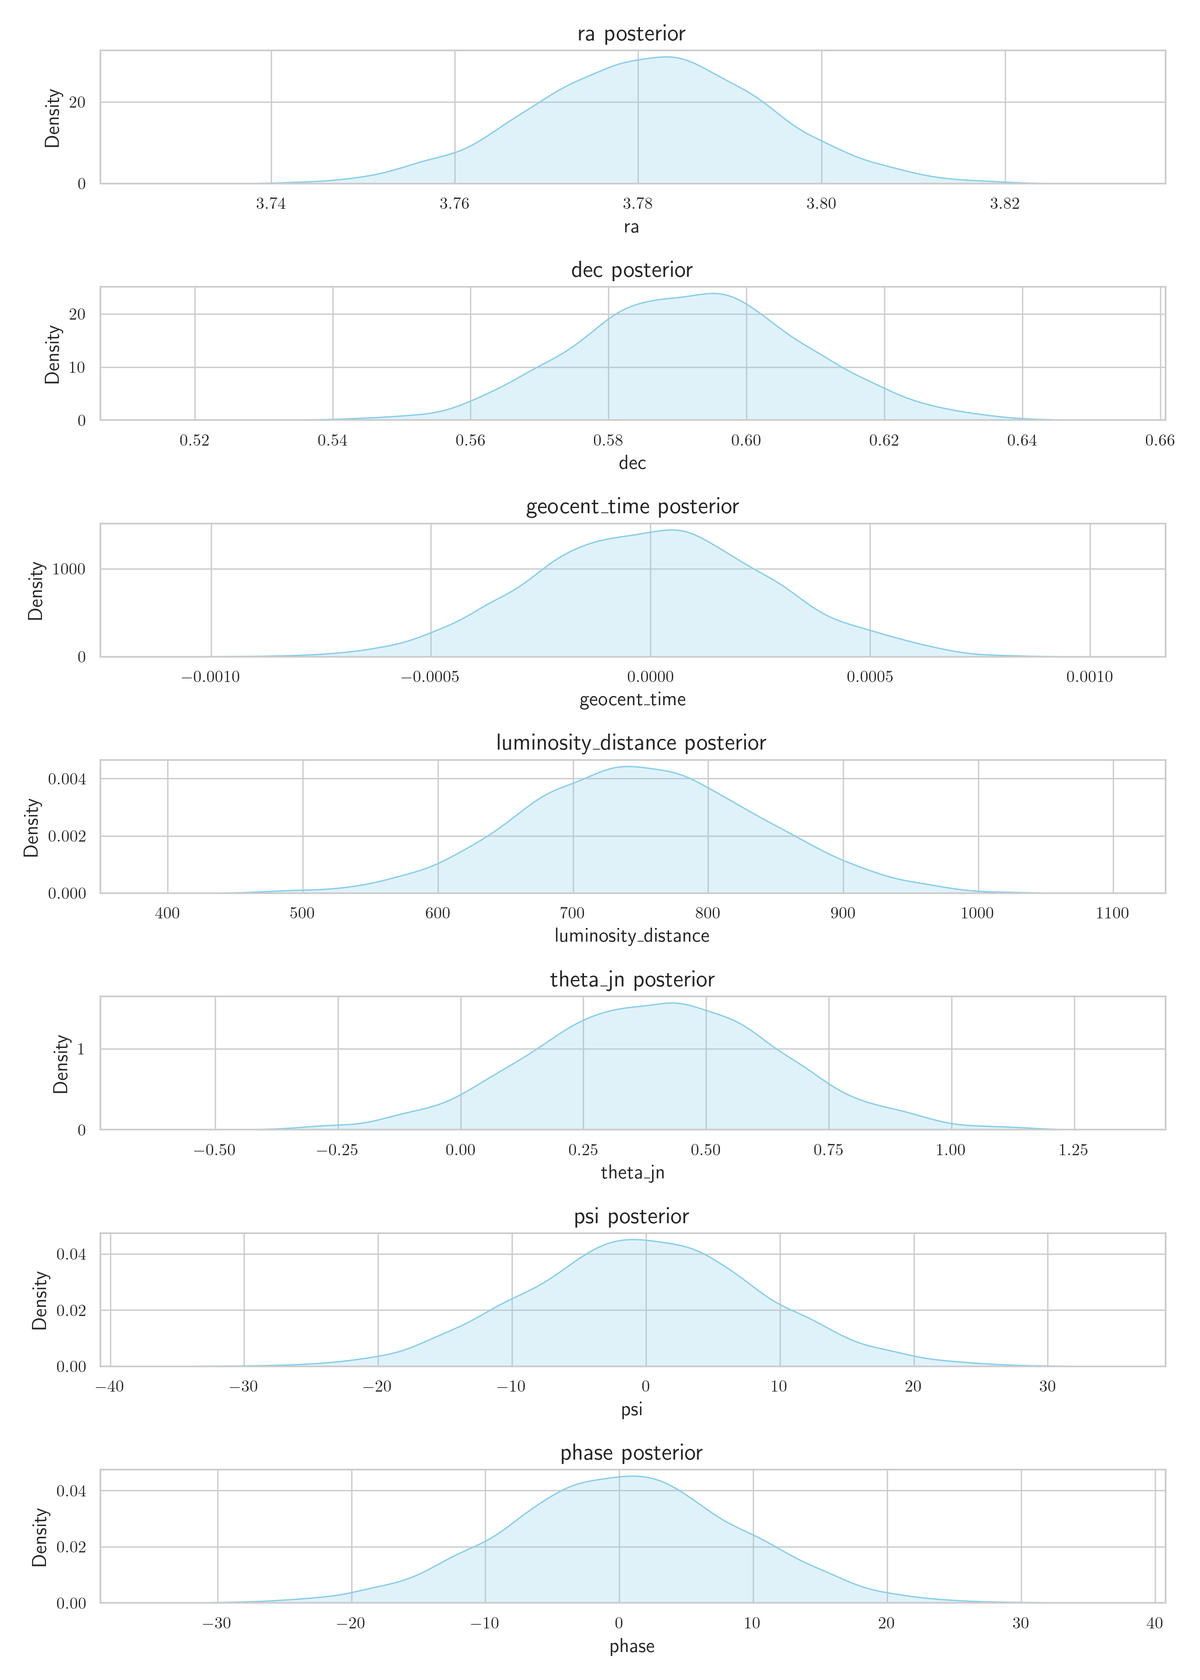 ra posterior
Density
20
0
3.74 3.76 3.78 3.80 3.82
ra
dec posterior
Density
20
10
0
0.52 0.54 0.56 0.58 0.60 0.62 0.64 0.66
dec
geocent_time posterior
Density
1000
0
−0.0010 −0.0005 0.0000 0.0005 0.0010
geocent_time
luminosity_distance posterior
Density
0.004
0.002
0.000
400 500 600 700 800 900 1000 1100
luminosity_distance
theta_jn posterior
Density
1
0
−0.50 −0.25 0.00 0.25 0.50 0.75 1.00 1.25
theta_jn
psi posterior
Density
0.04
0.02
0.00
−40 −30 −20 −10 0 10 20 30
psi
phase posterior
Density
0.04
0.02
0.00
−30 −20 −10 0 10 20 30 40
phase